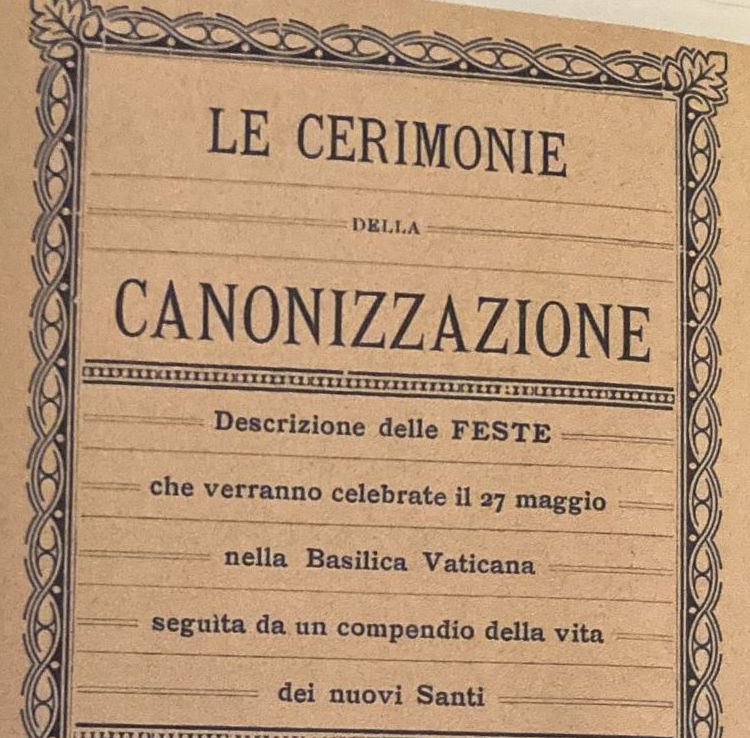 LE CERIMONIE
DELLA
CANONIZZAZIONE
Descrizione delle FESTE
che verranno celebrate il 27 maggio
nella Basilica Vaticana
seguìta da un compendio della vita
dei nuovi Santi